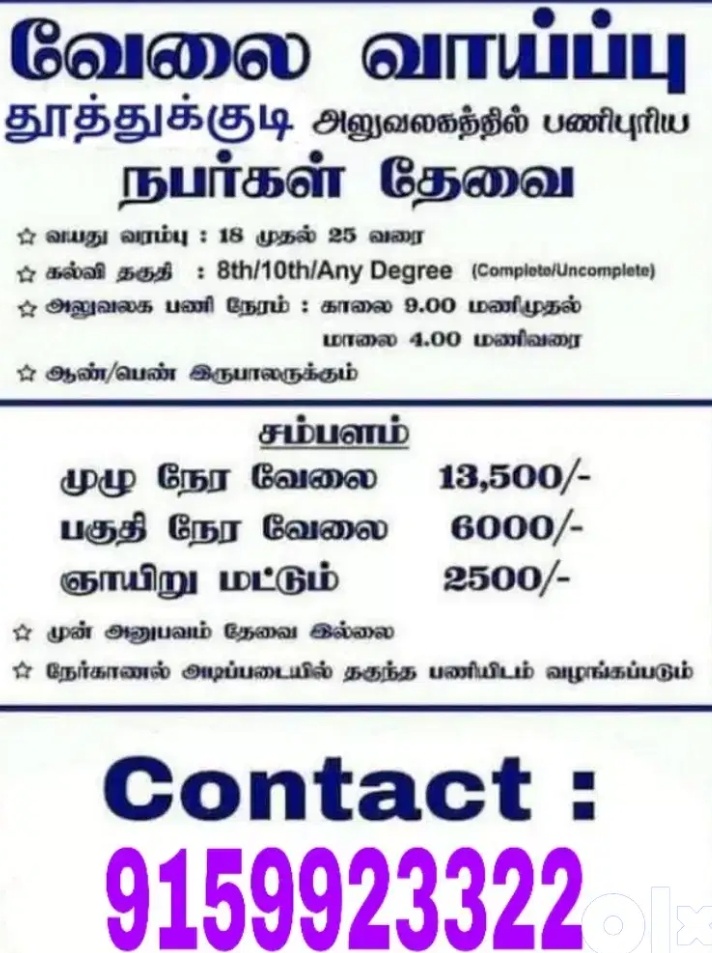 வேலை வாய்ப்பு
தூத்துக்குடி அலுவலகத்தில் பணிபுரிய
நபர்கள் தேவை
☆ வயது வரம்பு : 18 முதல் 25 வரை
☆ கல்வி தகுதி : 8th/10th/Any Degree (Complete/Uncomplete)
☆ அலுவலக பணி நேரம் : காலை 9.00 மணிமுதல்
மாலை 4.00 மணிவரை
☆ ஆண்/பெண் இருபாலருக்கும்
சம்பளம்
முழு நேர வேலை 13,500/-
பகுதி நேர வேலை 6000/-
ஞாயிறு மட்டும் 2500/-
☆ முன் அனுபவம் தேவை இல்லை
☆ நேர்காணல் அடிப்படையில் தகுந்த பணியிடம் வழங்கப்படும்
Contact :
9159923322
olx